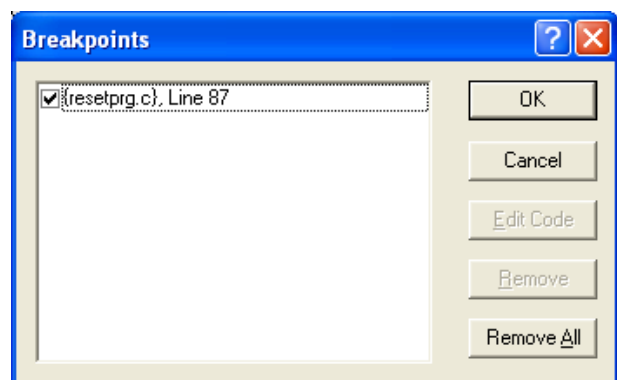 Breakpoints
{resetprg.c}, Line 87
OK
Cancel
Edit Code
Remove
Remove All